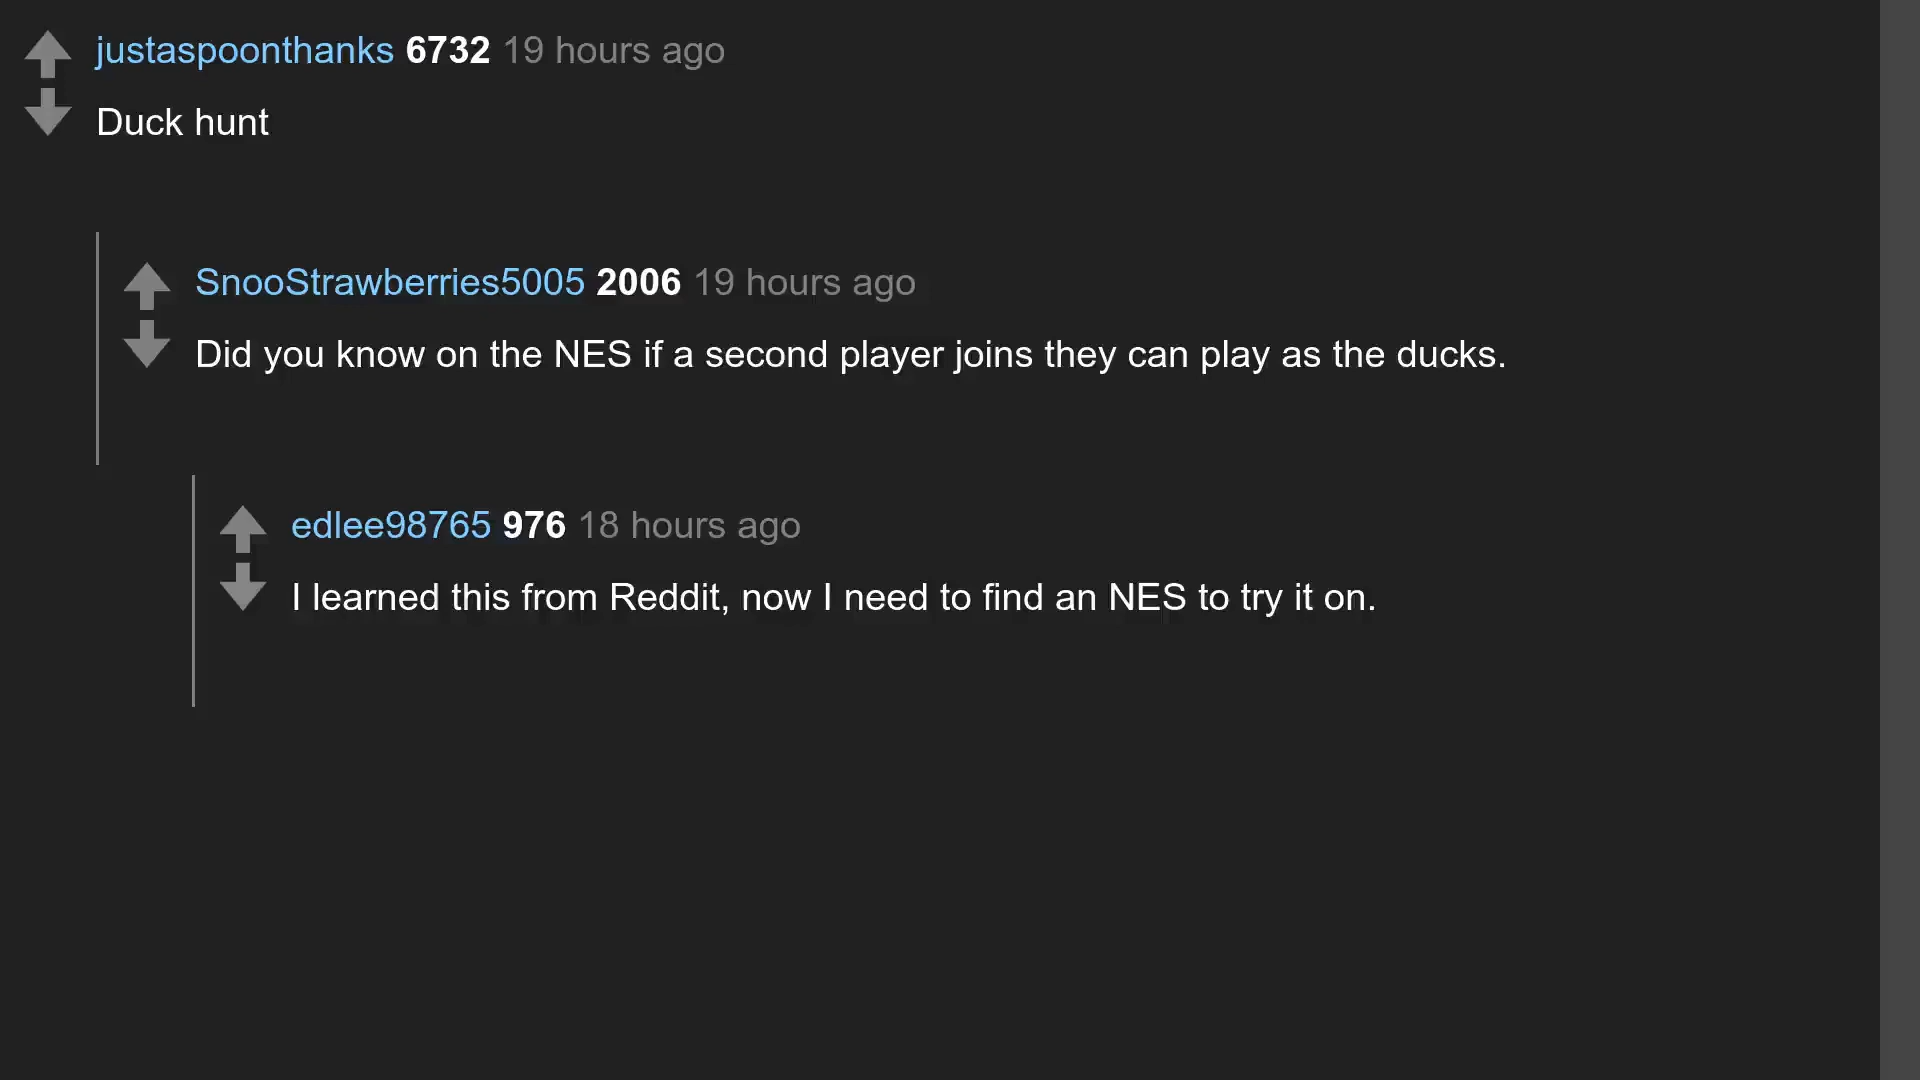 justaspoonthanks 6732 19 hours ago
Duck hunt
SnooStrawberries5005 2006 19 hours ago
Did you know on the NES if a second player joins they can play as the ducks.
edlee98765 976 18 hours ago
I learned this from Reddit, now I need to find an NES to try it on.